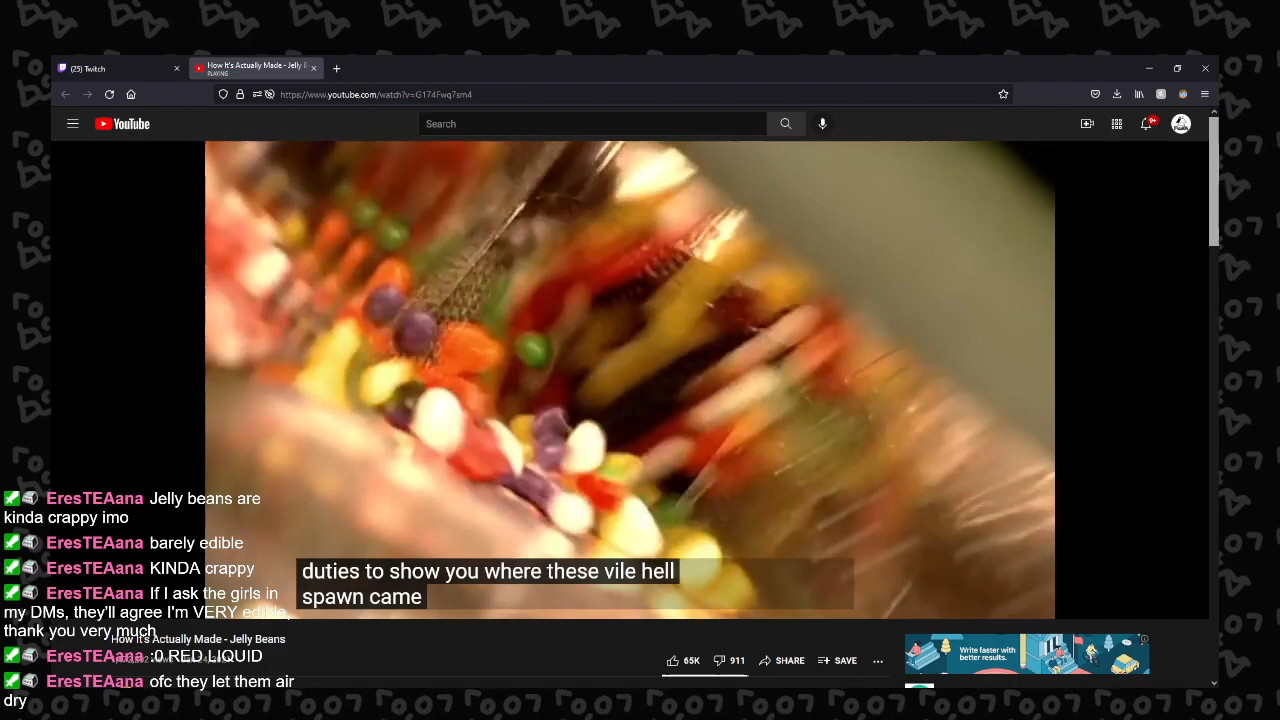 (25) Twitch
How It's Actually Made - Jelly B
PLAYING
https://www.youtube.com/watch?v=G174Fwq7sm4
YouTube
Search
9+
duties to show you where these vile hell
spawn came
EresTEAana Jelly beans are
kinda crappy imo
EresTEAana barely edible
EresTEAana KINDA crappy
EresTEAana If I ask the girls in
my DMs, they'll agree I'm VERY edible,
thank you very much
EresTEAana :0 RED LIQUID
EresTEAana ofc they let them air
dry
How It's Actually Made - Jelly Beans
65K
911
SHARE
SAVE
Write faster with
better results.